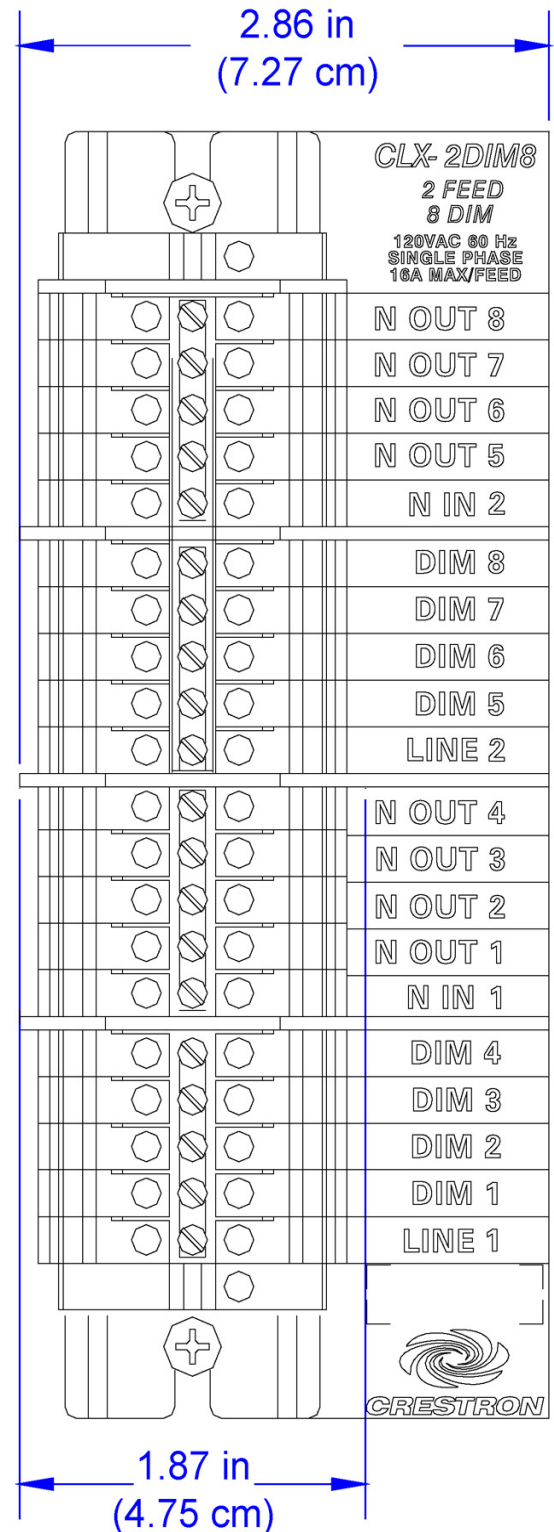 2.86 in
(7.27 cm)
CLX-2DIM8
2 FEED
8 DIM
120VAC 60 Hz
SINGLE PHASE
16A MAX/FEED
N OUT 8
N OUT 7
N OUT 6
N OUT 5
N IN 2
DIM 8
DIM 7
DIM 6
DIM 5
LINE 2
N OUT 4
N OUT 3
N OUT 2
N OUT 1
N IN 1
DIM 4
DIM 3
DIM 2
DIM 1
LINE 1
CRESTRON
1.87 in
(4.75 cm)